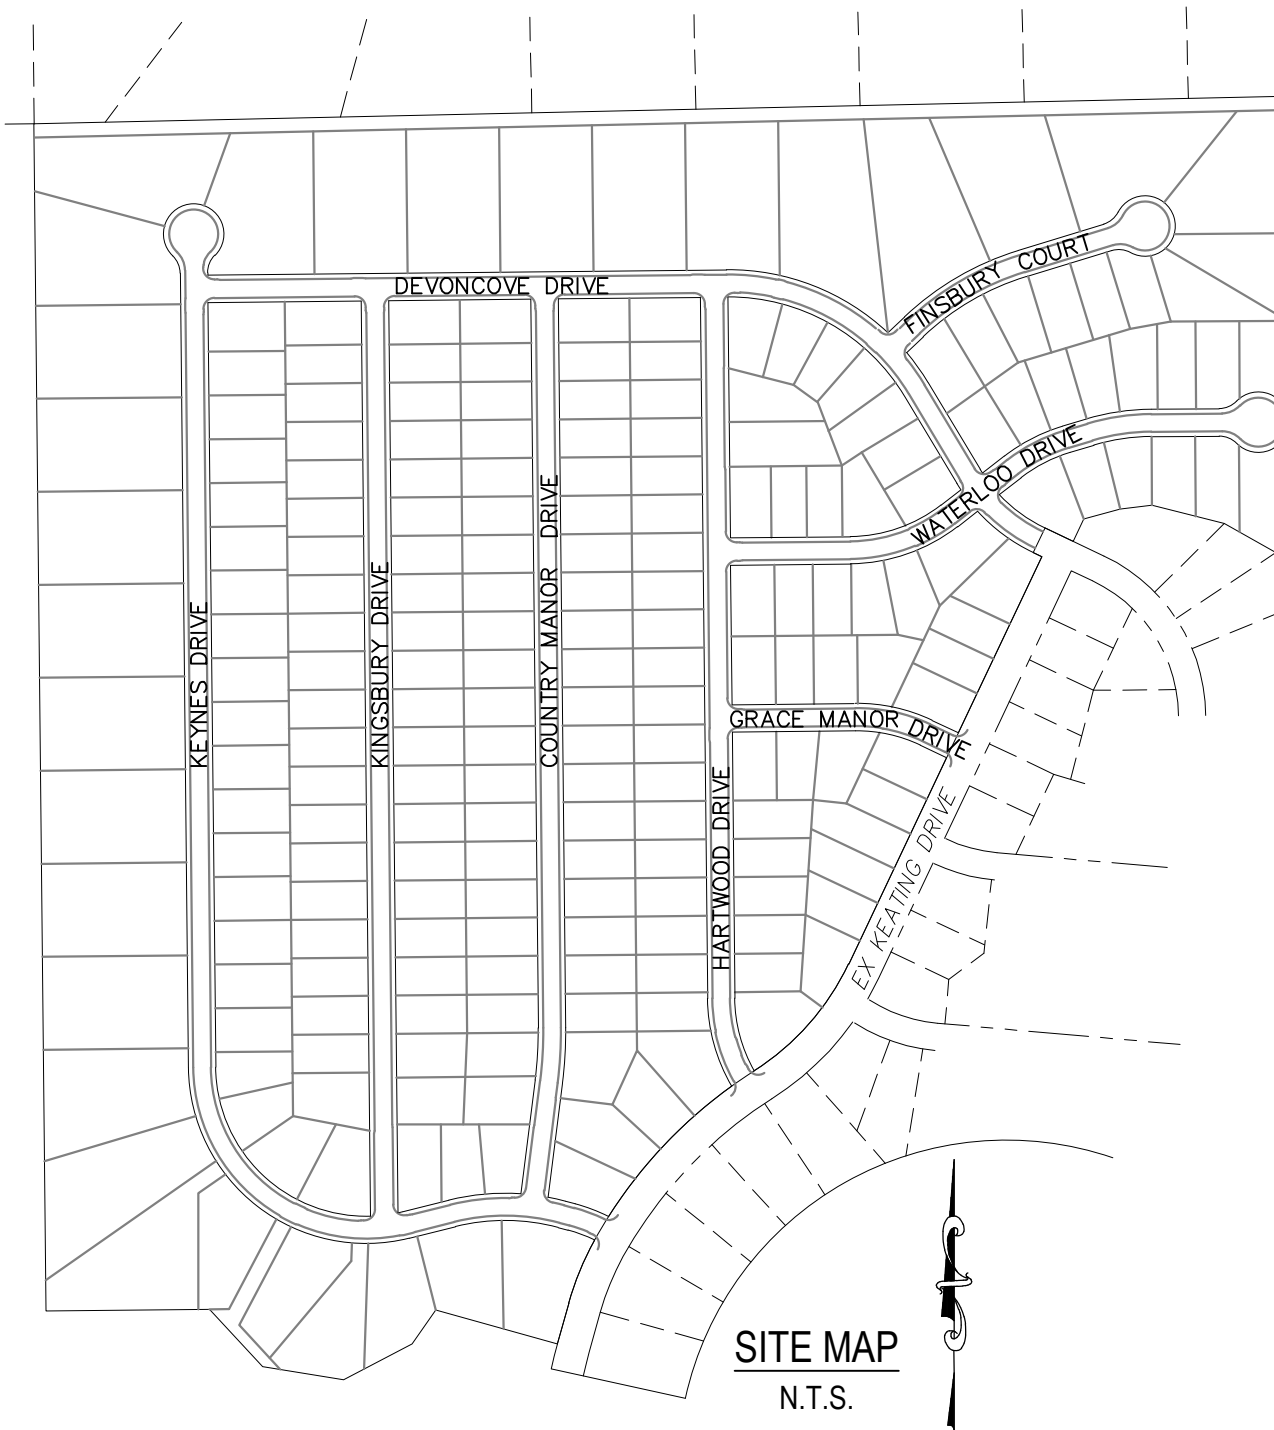 FINSBURY COURT
DEVONCOVE DRIVE
WATERLOO DRIVE
KEYNES DRIVE
KINGSBURY DRIVE
COUNTRY MANOR DRIVE
GRACE MANOR DRIVE
HARTWOOD DRIVE
EX KEATING DRIVE
SITE MAP
N.T.S.